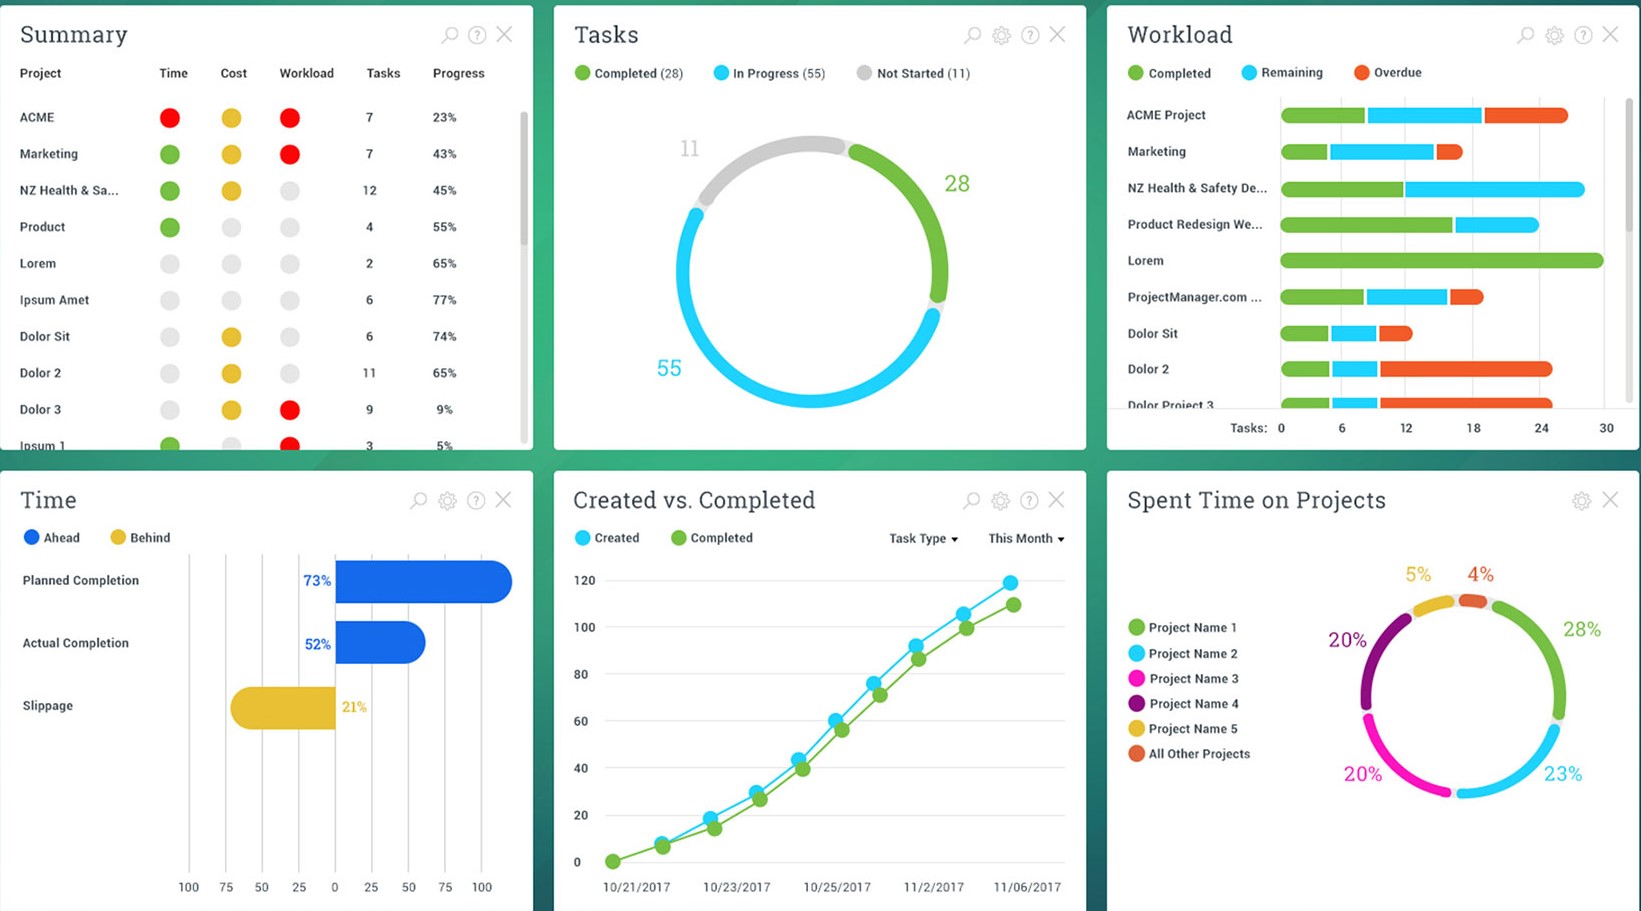 Summary
Project Time Cost Workload Tasks Progress
ACME 7 23%
Marketing 7 43%
NZ Health & Sa... 12 45%
Product 4 55%
Lorem 2 65%
Ipsum Amet 6 77%
Dolor Sit 6 74%
Dolor 2 11 65%
Dolor 3 9 9%
Ipsum 1 3 5%
Tasks
Completed (28) In Progress (55) Not Started (11)
11
28
55
Workload
Completed Remaining Overdue
ACME Project
Marketing
NZ Health & Safety De...
Product Redesign We...
Lorem
ProjectManager.com ...
Dolor Sit
Dolor 2
Dolor Project 3
Tasks: 0 6 12 18 24 30
Time
Ahead Behind
Planned Completion 73%
Actual Completion 52%
Slippage 21%
100 75 50 25 0 25 50 75 100
Created vs. Completed
Created Completed Task Type This Month
120
100
80
60
40
20
0
10/21/2017 10/23/2017 10/25/2017 11/2/2017 11/06/2017
Spent Time on Projects
5% 4%
Project Name 1 28%
Project Name 2 20%
Project Name 3
Project Name 4
Project Name 5
All Other Projects
20% 23%